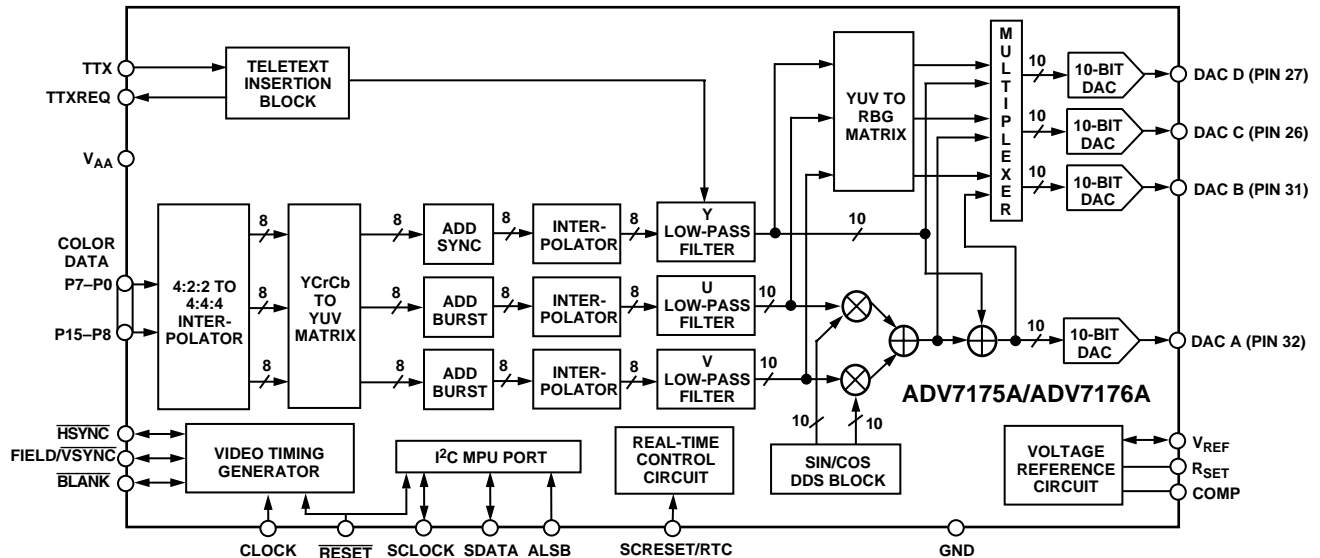 TTX
TTXREQ
V_AA
COLOR
DATA
P7–P0
P15–P8
HSYNC
FIELD/VSYNC
BLANK
TELETEXT
INSERTION
BLOCK
4:2:2 TO
4:4:4
INTER-
POLATOR
8
8
8
YCrCb
TO
YUV
MATRIX
8
8
8
ADD
SYNC
ADD
BURST
ADD
BURST
8
8
8
INTER-
POLATOR
INTER-
POLATOR
INTER-
POLATOR
8
8
8
Y
LOW-PASS
FILTER
U
LOW-PASS
FILTER
V
LOW-PASS
FILTER
10
10
10
YUV TO
RBG
MATRIX
M
U
L
T
I
P
L
E
X
E
R
10
10
10
10
10-BIT
DAC
10-BIT
DAC
10-BIT
DAC
10-BIT
DAC
DAC D (PIN 27)
DAC C (PIN 26)
DAC B (PIN 31)
DAC A (PIN 32)
ADV7175A/ADV7176A
10
10
VIDEO TIMING
GENERATOR
I²C MPU PORT
REAL-TIME
CONTROL
CIRCUIT
SIN/COS
DDS BLOCK
VOLTAGE
REFERENCE
CIRCUIT
V_REF
R_SET
COMP
CLOCK
RESET
SCLOCK
SDATA
ALSB
SCRESET/RTC
GND